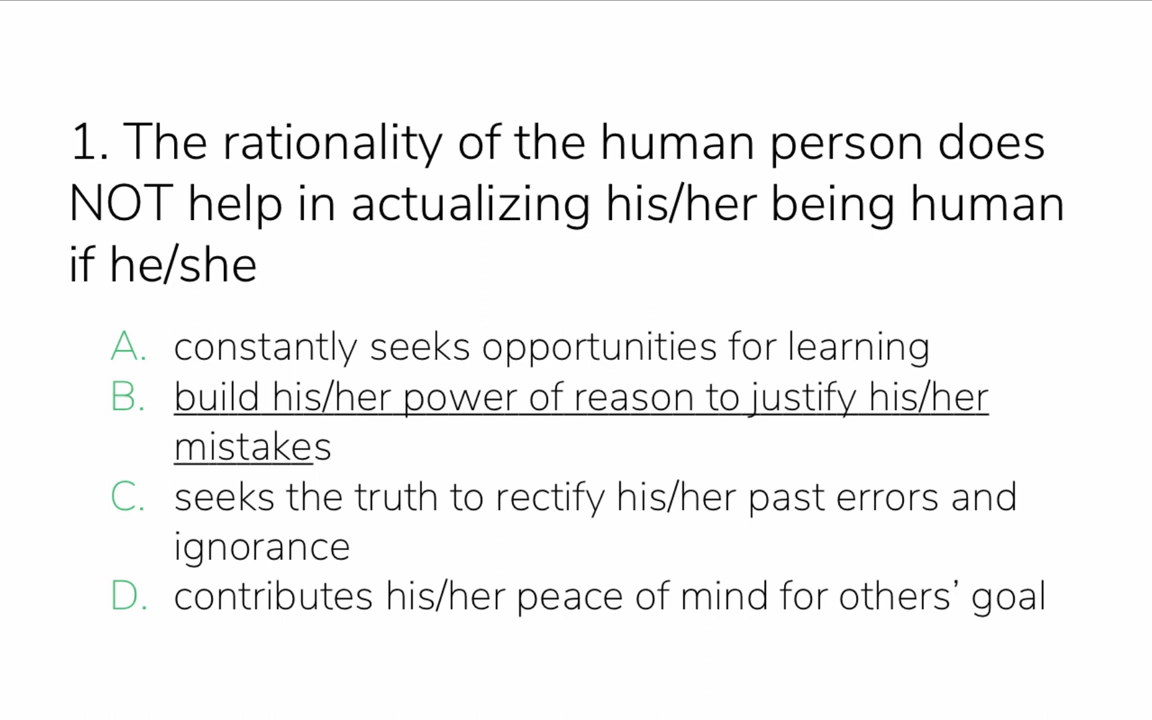 1. The rationality of the human person does
NOT help in actualizing his/her being human
if he/she
A. constantly seeks opportunities for learning
B. build his/her power of reason to justify his/her
mistakes
C. seeks the truth to rectify his/her past errors and
ignorance
D. contributes his/her peace of mind for others’ goal